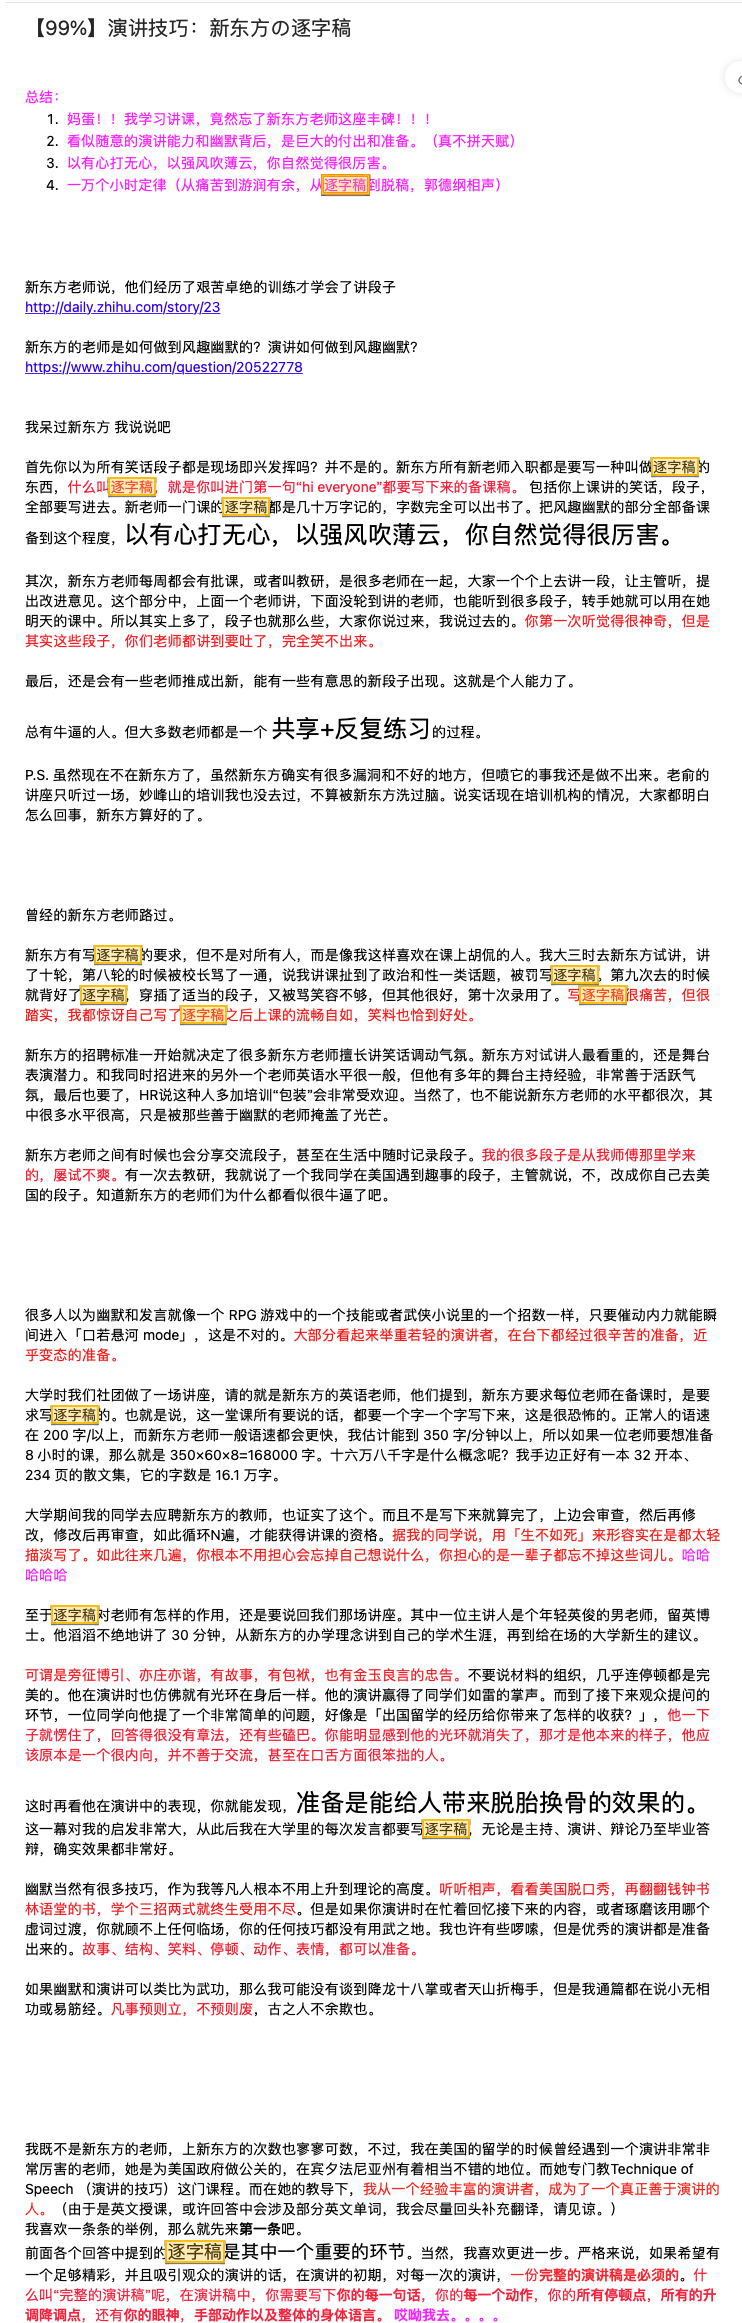 【99%】演讲技巧：新东方の逐字稿
总结：
1. 妈蛋！！我学习讲课，竟然忘了新东方老师这座丰碑！！！
2. 看似随意的演讲能力和幽默背后，是巨大的付出和准备。（真不拼天赋）
3. 以有心打无心，以强风吹薄云，你自然觉得很厉害。
4. 一万个小时定律（从痛苦到游润有余，从逐字稿到脱稿，郭德纲相声）
新东方老师说，他们经历了艰苦卓绝的训练才学会了讲段子
http://daily.zhihu.com/story/23
新东方的老师是如何做到风趣幽默的？演讲如何做到风趣幽默？
https://www.zhihu.com/question/20522778
我呆过新东方 我说说吧
首先你以为所有笑话段子都是现场即兴发挥吗？并不是的。新东方所有新老师入职都是要写一种叫做逐字稿的
东西，什么叫逐字稿，就是你叫进门第一句“hi everyone”都要写下来的备课稿。 包括你上课讲的笑话，段子，
全部要写进去。新老师一门课的逐字稿都是几十万字记的，字数完全可以出书了。把风趣幽默的部分全部备课
备到这个程度，以有心打无心，以强风吹薄云，你自然觉得很厉害。
其次，新东方老师每周都会有批课，或者叫教研，是很多老师在一起，大家一个个上去讲一段，让主管听，提
出改进意见。这个部分中，上面一个老师讲，下面没轮到讲的老师，也能听到很多段子，转手她就可以用在她
明天的课中。所以其实上多了，段子也就那么些，大家你说过来，我说过去的。你第一次听觉得很神奇，但是
其实这些段子，你们老师都讲到要吐了，完全笑不出来。
最后，还是会有一些老师推成出新，能有一些有意思的新段子出现。这就是个人能力了。
总有牛逼的人。但大多数老师都是一个 共享+反复练习的过程。
P.S. 虽然现在不在新东方了，虽然新东方确实有很多漏洞和不好的地方，但喷它的事我还是做不出来。老俞的
讲座只听过一场，妙峰山的培训我也没去过，不算被新东方洗过脑。说实话现在培训机构的情况，大家都明白
怎么回事，新东方算好的了。
曾经的新东方老师路过。
新东方有写逐字稿的要求，但不是对所有人，而是像我这样喜欢在课上胡侃的人。我大三时去新东方试讲，讲
了十轮，第八轮的时候被校长骂了一通，说我讲课扯到了政治和性一类话题，被罚写逐字稿，第九次去的时候
就背好了逐字稿，穿插了适当的段子，又被骂笑容不够，但其他很好，第十次录用了。写逐字稿很痛苦，但很
踏实，我都惊讶自己写了逐字稿之后上课的流畅自如，笑料也恰到好处。
新东方的招聘标准一开始就决定了很多新东方老师擅长讲笑话调动气氛。新东方对试讲人最看重的，还是舞台
表演潜力。和我同时招进来的另外一个老师英语水平很一般，但他有多年的舞台主持经验，非常善于活跃气
氛，最后也要了，HR说这种人多加培训“包装”会非常受欢迎。当然了，也不能说新东方老师的水平都很次，其
中很多水平很高，只是被那些善于幽默的老师掩盖了光芒。
新东方老师之间有时候也会分享交流段子，甚至在生活中随时记录段子。我的很多段子是从我师傅那里学来
的，屡试不爽。有一次去教研，我就说了一个我同学在美国遇到趣事的段子，主管就说，不，改成你自己去美
国的段子。知道新东方的老师们为什么都看似很牛逼了吧。
很多人以为幽默和发言就像一个 RPG 游戏中的一个技能或者武侠小说里的一个招数一样，只要催动内力就能瞬
间进入「口若悬河 mode」，这是不对的。大部分看起来举重若轻的演讲者，在台下都经过很辛苦的准备，近
乎变态的准备。
大学时我们社团做了一场讲座，请的就是新东方的英语老师，他们提到，新东方要求每位老师在备课时，是要
求写逐字稿的。也就是说，这一堂课所有要说的话，都要一个字一个字写下来，这是很恐怖的。正常人的语速
在 200 字/以上，而新东方老师一般语速都会更快，我估计能到 350 字/分钟以上，所以如果一位老师要想准备
8 小时的课，那么就是 350×60×8=168000 字。十六万八千字是什么概念呢？我手边正好有一本 32 开本、
234 页的散文集，它的字数是 16.1 万字。
大学期间我的同学去应聘新东方的教师，也证实了这个。而且不是写下来就算完了，上边会审查，然后再修
改，修改后再审查，如此循环N遍，才能获得讲课的资格。据我的同学说，用「生不如死」来形容实在是都太轻
描淡写了。如此往来几遍，你根本不用担心会忘掉自己想说什么，你担心的是一辈子都忘不掉这些词儿。哈哈
哈哈哈
至于逐字稿对老师有怎样的作用，还是要说回我们那场讲座。其中一位主讲人是个年轻英俊的男老师，留英博
士。他滔滔不绝地讲了 30 分钟，从新东方的办学理念讲到自己的学术生涯，再到给在场的大学新生的建议。
可谓是旁征博引、亦庄亦谐，有故事，有包袱，也有金玉良言的忠告。不要说材料的组织，几乎连停顿都是完
美的。他在演讲时也仿佛就有光环在身后一样。他的演讲赢得了同学们如雷的掌声。而到了接下来观众提问的
环节，一位同学向他提了一个非常简单的问题，好像是「出国留学的经历给你带来了怎样的收获？」，他一下
子就愣住了，回答得很没有章法，还有些磕巴。你能明显感到他的光环就消失了，那才是他本来的样子，他应
该原本是一个很内向，并不善于交流，甚至在口舌方面很笨拙的人。
这时再看他在演讲中的表现，你就能发现，准备是能给人带来脱胎换骨的效果的。
这一幕对我的启发非常大，从此后我在大学里的每次发言都要写逐字稿，无论是主持、演讲、辩论乃至毕业答
辩，确实效果都非常好。
幽默当然有很多技巧，作为我等凡人根本不用上升到理论的高度。听听相声，看看美国脱口秀，再翻翻钱钟书
林语堂的书，学个三招两式就终生受用不尽。但是如果你演讲时在忙着回忆接下来的内容，或者琢磨该用哪个
虚词过渡，你就顾不上任何临场，你的任何技巧都没有用武之地。我也许有些啰嗦，但是优秀的演讲都是准备
出来的。故事、结构、笑料、停顿、动作、表情，都可以准备。
如果幽默和演讲可以类比为武功，那么我可能没有谈到降龙十八掌或者天山折梅手，但是我通篇都在说小无相
功或易筋经。凡事预则立，不预则废，古之人不余欺也。
我既不是新东方的老师，上新东方的次数也寥寥可数，不过，我在美国的留学的时候曾经遇到一个演讲非常非
常厉害的老师，她是为美国政府做公关的，在宾夕法尼亚州有着相当不错的地位。而她专门教Technique of
Speech （演讲的技巧）这门课程。而在她的教导下，我从一个经验丰富的演讲者，成为了一个真正善于演讲的
人。（由于是英文授课，或许回答中会涉及部分英文单词，我会尽量回头补充翻译，请见谅。）
我喜欢一条条的举例，那么就先来第一条吧。
前面各个回答中提到的逐字稿是其中一个重要的环节。当然，我喜欢更进一步。严格来说，如果希望有
一个足够精彩，并且吸引观众的演讲的话，在演讲的初期，对每一次的演讲，一份完整的演讲稿是必须的。什
么叫“完整的演讲稿”呢，在演讲稿中，你需要写下你的每一句话，你的每一个动作，你的所有停顿点，所有的升
调降调点，还有你的眼神，手部动作以及整体的身体语言。 哎呦我去。。。。